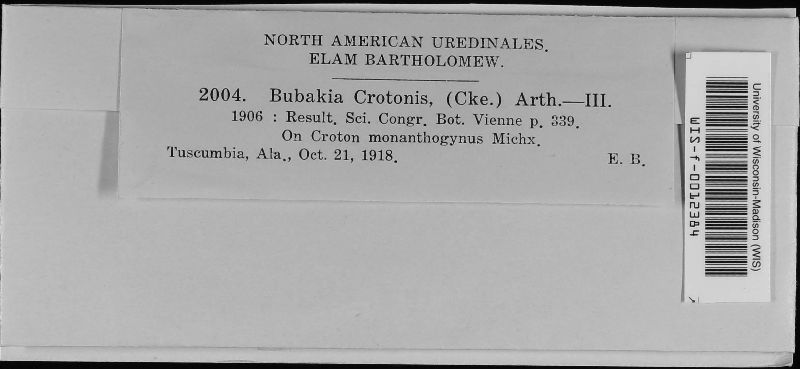 NORTH AMERICAN UREDINALES.
ELAM BARTHOLOMEW.
2004. Bubakia Crotonis, (Cke.) Arth.—III.
1906 : Result. Sci. Congr. Bot. Vienne p. 339.
On Croton monanthogynus Michx.
Tuscumbia, Ala., Oct. 21, 1918. E. B.
University of Wisconsin-Madison (WIS)
WIS-f-0012384